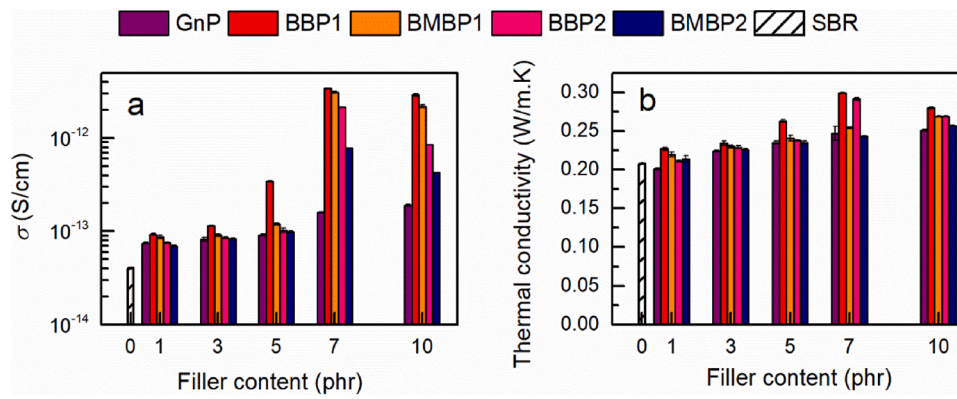 GnP BBP1 BMBP1 BBP2 BMBP2 SBR
a
σ (S/cm)
10⁻¹²
10⁻¹³
10⁻¹⁴
0 1 3 5 7 10
Filler content (phr)
b
Thermal conductivity (W/m.K)
0.30
0.25
0.20
0.15
0.10
0.05
0.00
0 1 3 5 7 10
Filler content (phr)